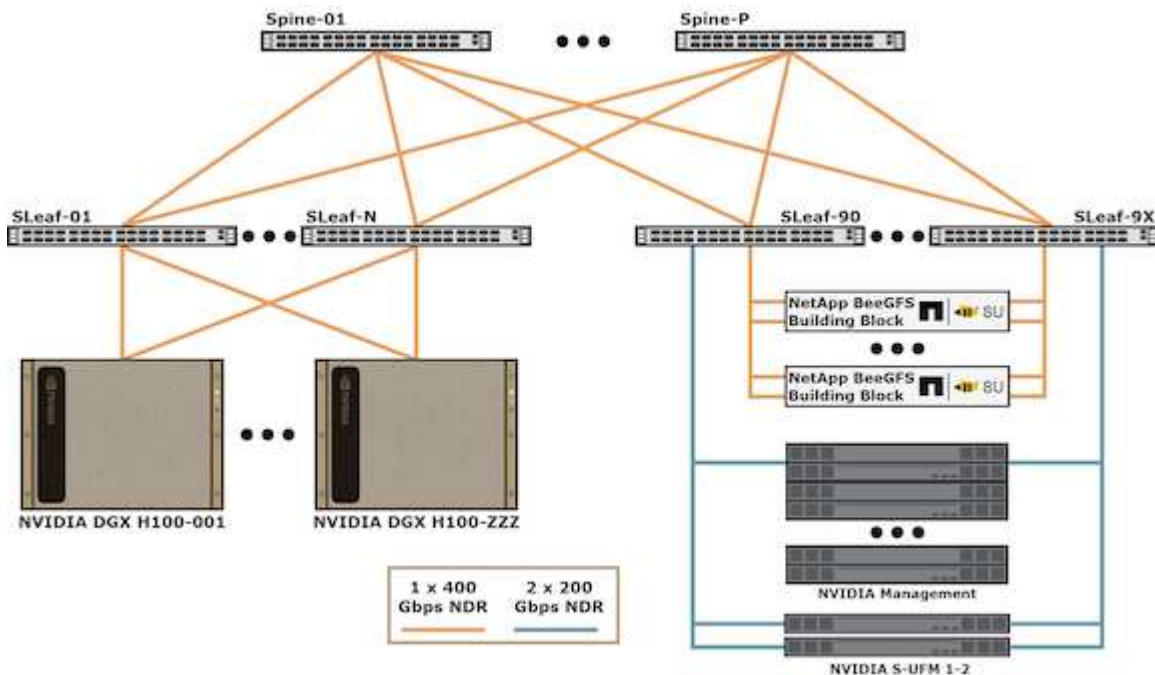 Spine-01
Spine-P
SLeaf-01
SLeaf-N
SLeaf-90
SLeaf-9X
NetApp BeeGFS
Building Block
SU
NetApp BeeGFS
Building Block
SU
NVIDIA DGX H100-001
NVIDIA DGX H100-ZZZ
1 x 400
Gbps NDR
2 x 200
Gbps NDR
NVIDIA Management
NVIDIA S-UFM 1-2